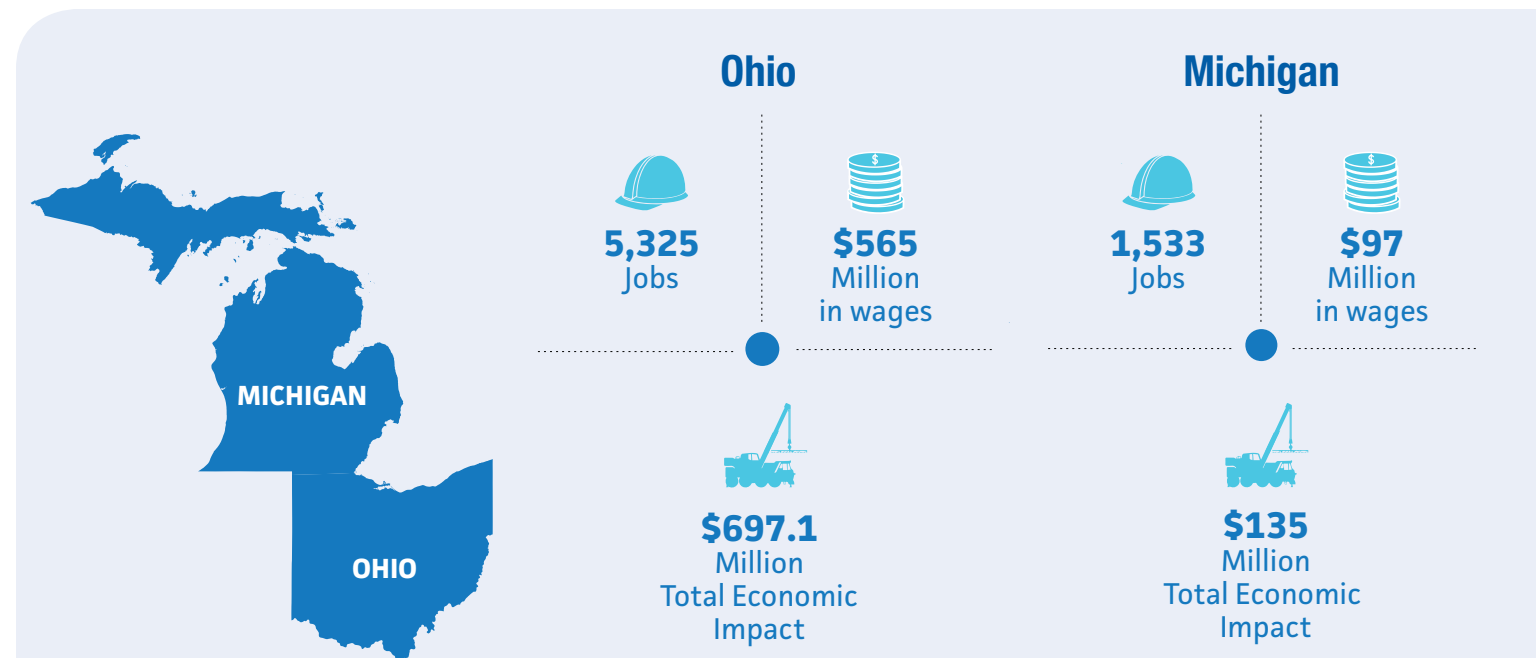 MICHIGAN
OHIO
Ohio
5,325
Jobs
$
$565
Million
in wages
$697.1
Million
Total Economic
Impact
Michigan
1,533
Jobs
$
$97
Million
in wages
$135
Million
Total Economic
Impact